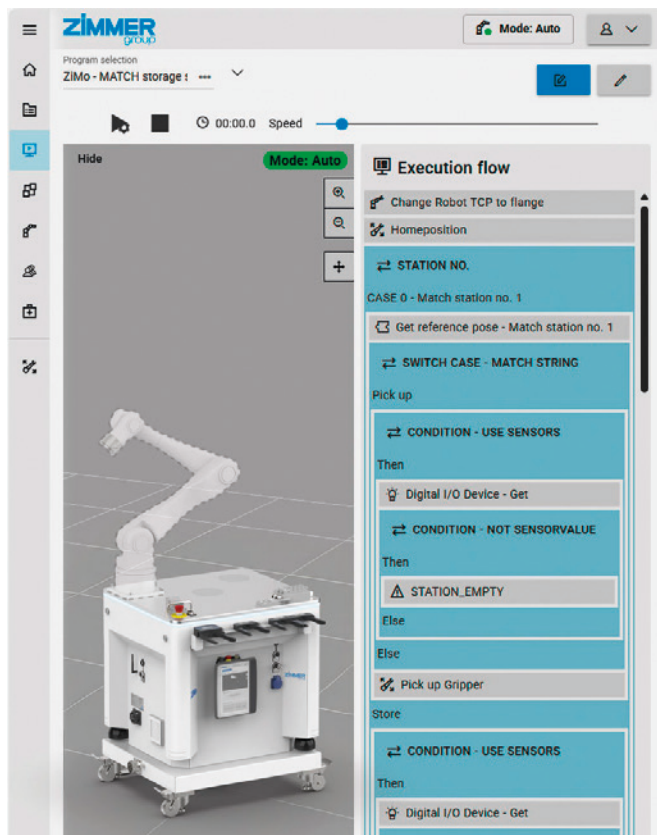 ZIMMER
group
Mode: Auto
Program selection
ZiMo - MATCH storage s ...
00:00.0 Speed
Hide
Mode: Auto
Execution flow
Change Robot TCP to flange
Homeposition
STATION NO.
CASE 0 - Match station no. 1
Get reference pose - Match station no. 1
SWITCH CASE - MATCH STRING
Pick up
CONDITION - USE SENSORS
Then
Digital I/O Device - Get
CONDITION - NOT SENSORVALUE
Then
STATION_EMPTY
Else
Else
Pick up Gripper
Store
CONDITION - USE SENSORS
Then
Digital I/O Device - Get
ZIMMER